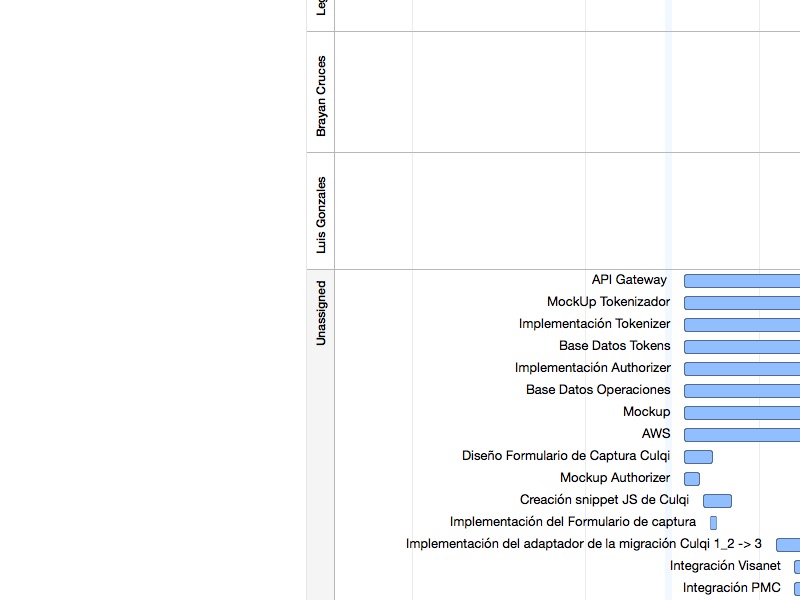 Brayan Cruces
Luis Gonzales
Unassigned
API Gateway
MockUp Tokenizador
Implementación Tokenizer
Base Datos Tokens
Implementación Authorizer
Base Datos Operaciones
Mockup
AWS
Diseño Formulario de Captura Culqi
Mockup Authorizer
Creación snippet JS de Culqi
Implementación del Formulario de captura
Implementación del adaptador de la migración Culqi 1_2 -> 3
Integración Visanet
Integración PMC